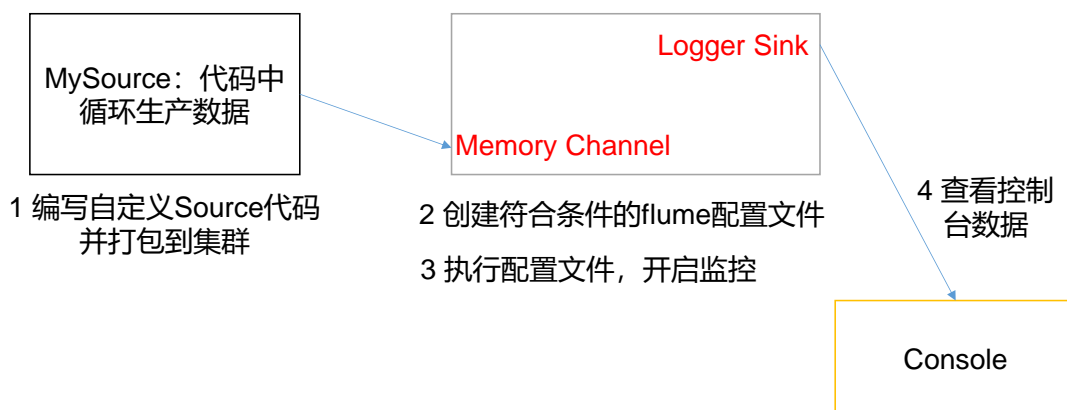 MySource：代码中
循环生产数据
Logger Sink
Memory Channel
1 编写自定义Source代码
并打包到集群
2 创建符合条件的flume配置文件
3 执行配置文件，开启监控
4 查看控制
台数据
Console